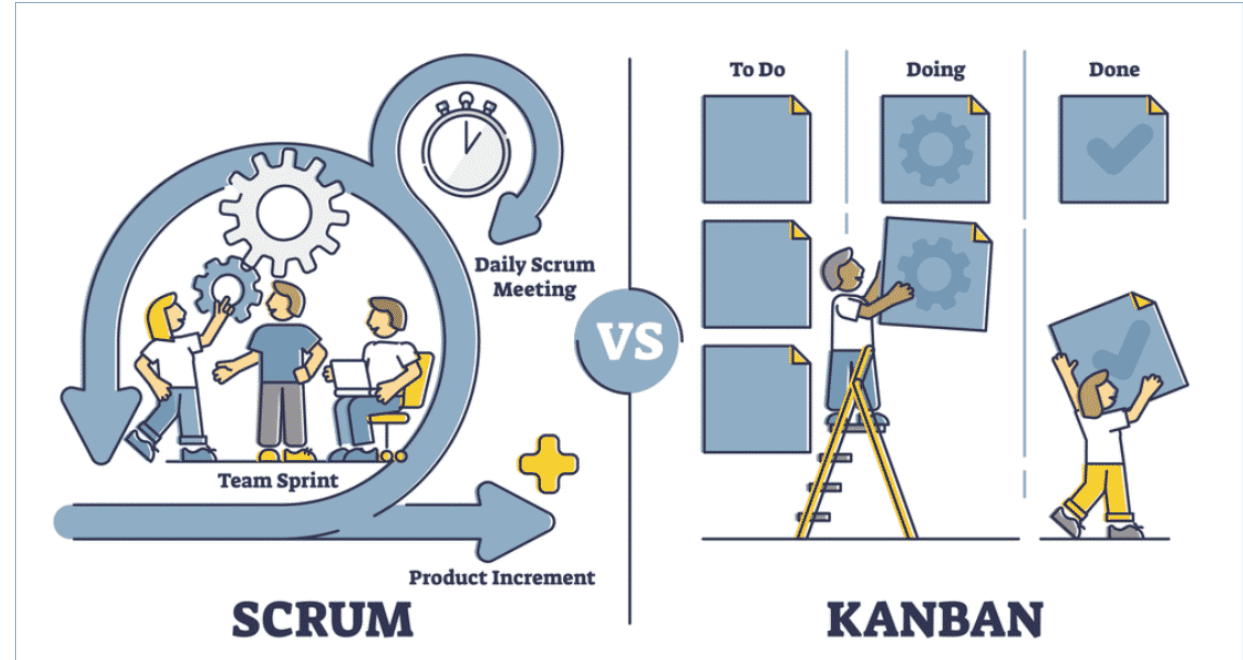 Daily Scrum
Meeting
Team Sprint
Product Increment
SCRUM
VS
To Do
Doing
Done
KANBAN